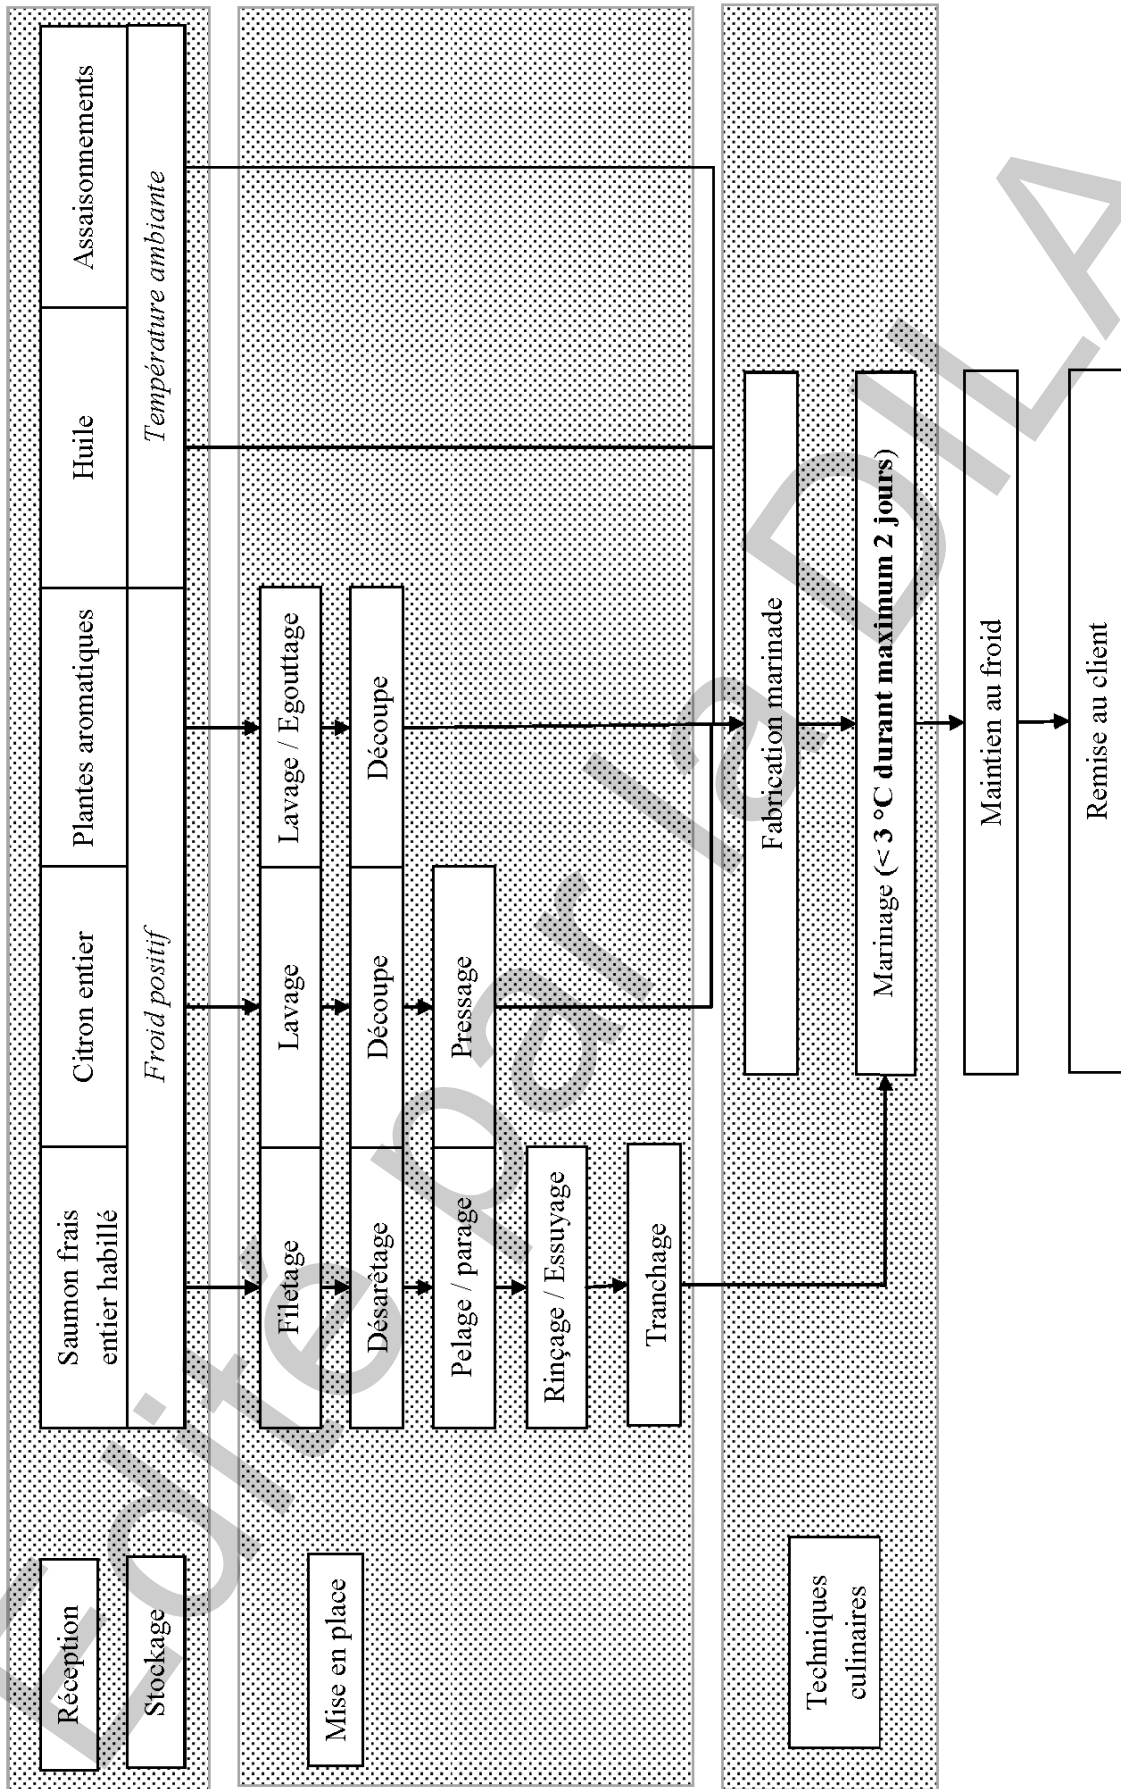 Réception
Saumon frais
entier habillé
Citron entier
Plantes aromatiques
Huile
Assaisonnements
Stockage
Froid positif
Température ambiante
Mise en place
Filetage
Lavage
Lavage / Egouttage
Désarêtage
Découpe
Découpe
Pelage / parage
Pressage
Rinçage / Essuyage
Tranchage
Techniques
culinaires
Fabrication marinade
Marinage (< 3 °C durant maximum 2 jours)
Maintien au froid
Remise au client
Edité par la DILA